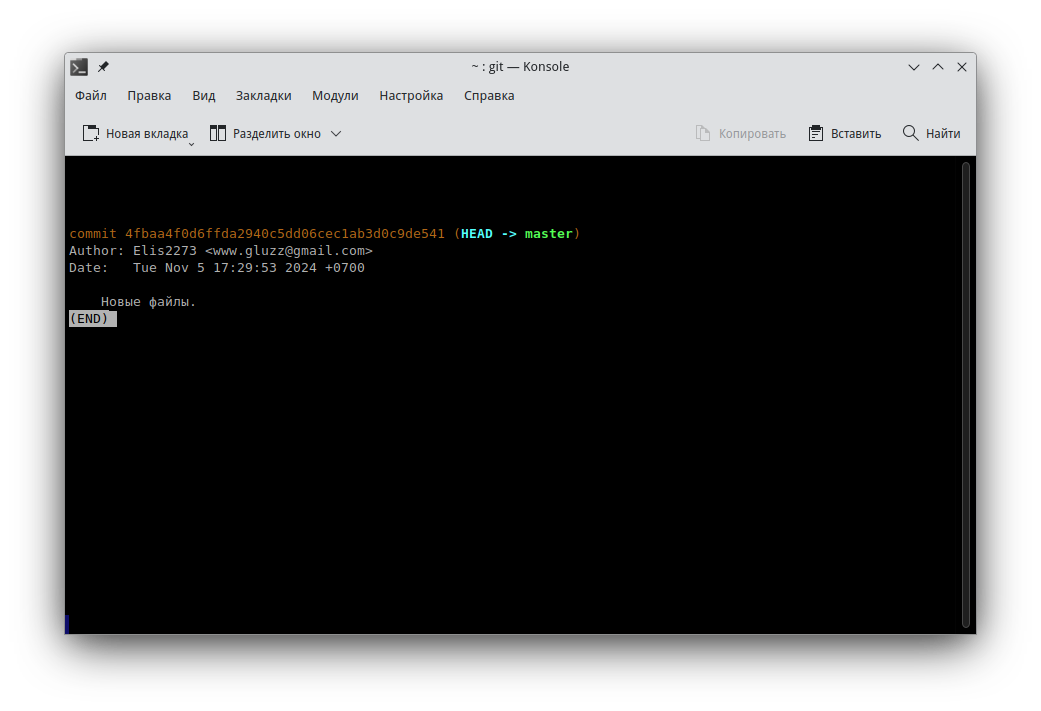 ~ : git — Konsole
Файл Правка Вид Закладки Модули Настройка Справка
Новая вкладка Разделить окно Копировать Вставить Найти
commit 4fbaa4f0d6ffda2940c5dd06cec1ab3d0c9de541 (HEAD -> master)
Author: Elis2273 <www.gluzz@gmail.com>
Date:   Tue Nov 5 17:29:53 2024 +0700
Новые файлы.
(END)